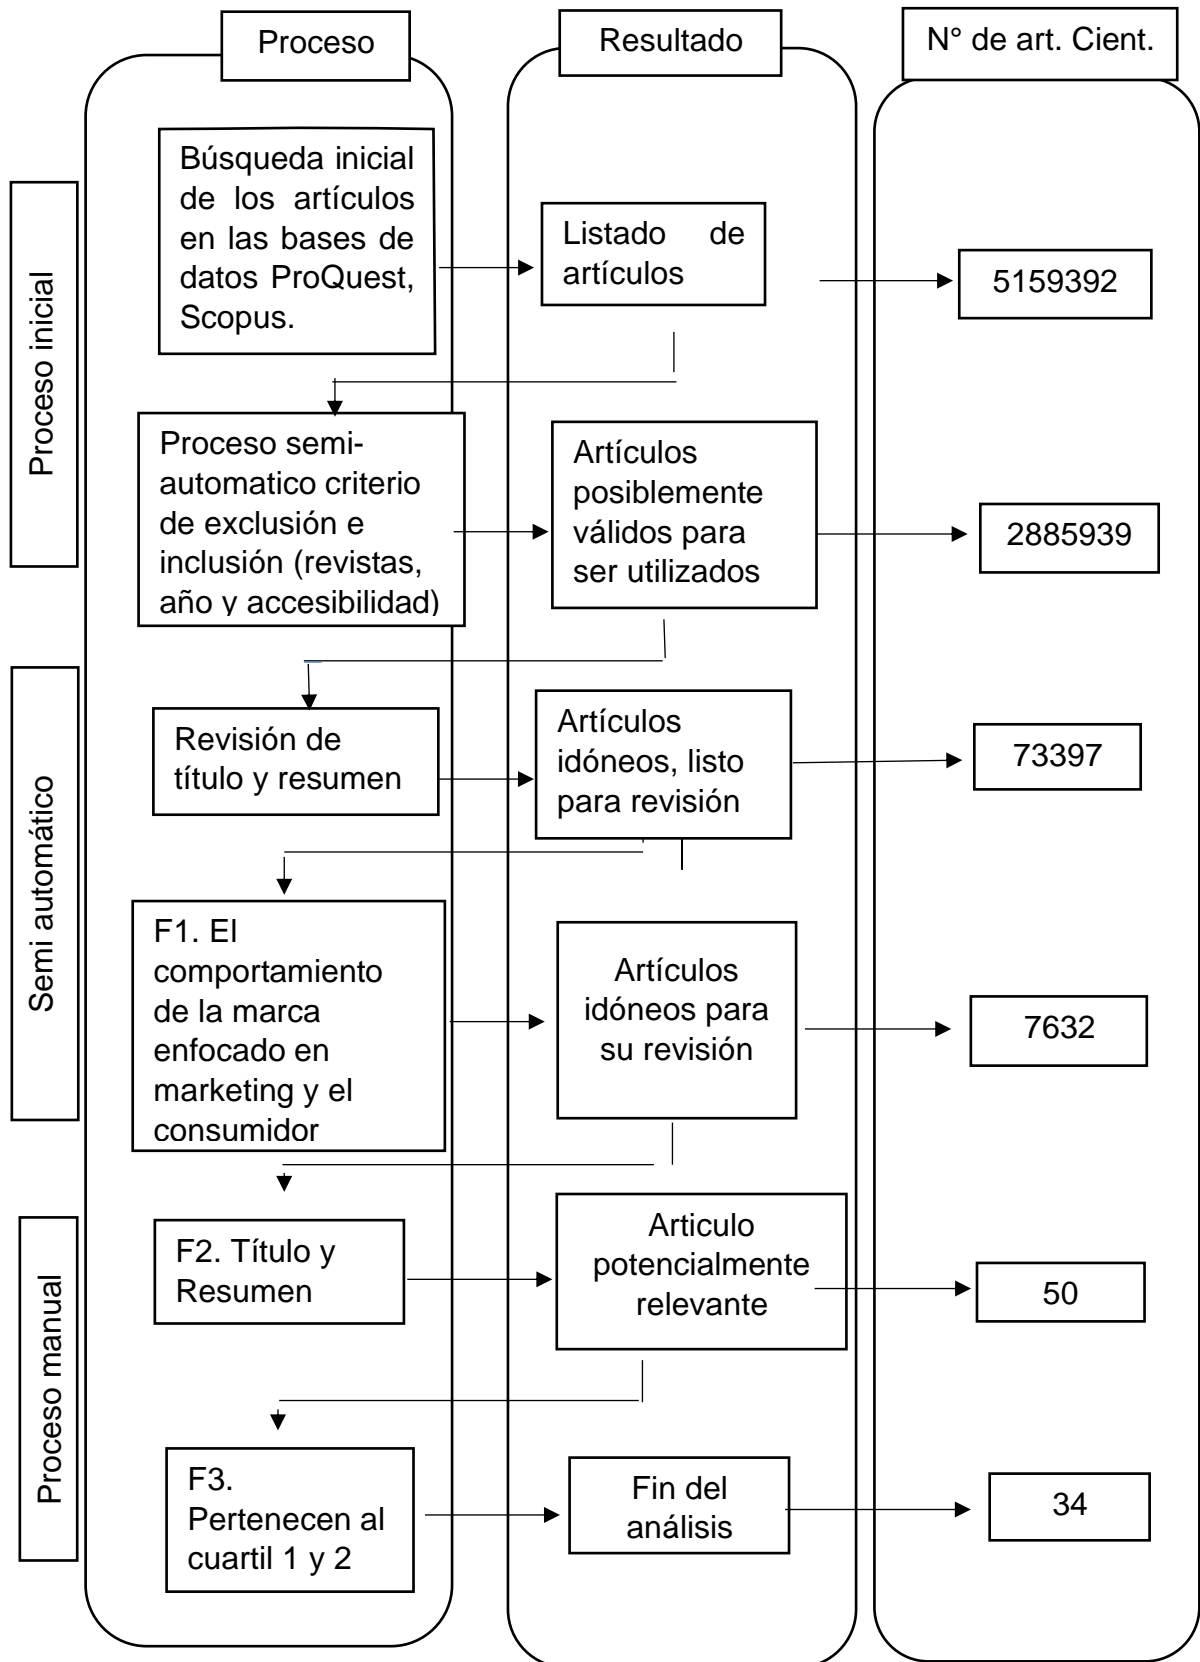 Proceso
Resultado
N° de art. Cient.
Proceso inicial
Búsqueda inicial
de los artículos
en las bases de
datos ProQuest,
Scopus.
Listado de
artículos
5159392
Proceso semi-
automatico criterio
de exclusión e
inclusión (revistas,
año y accesibilidad)
Artículos
posiblemente
válidos para
ser utilizados
2885939
Semi automático
Revisión de
título y resumen
Artículos
idóneos, listo
para revisión
73397
F1. El
comportamiento
de la marca
enfocado en
marketing y el
consumidor
Artículos
idóneos para
su revisión
7632
Proceso manual
F2. Título y
Resumen
Articulo
potencialmente
relevante
50
F3.
Pertenecen al
cuartil 1 y 2
Fin del
análisis
34